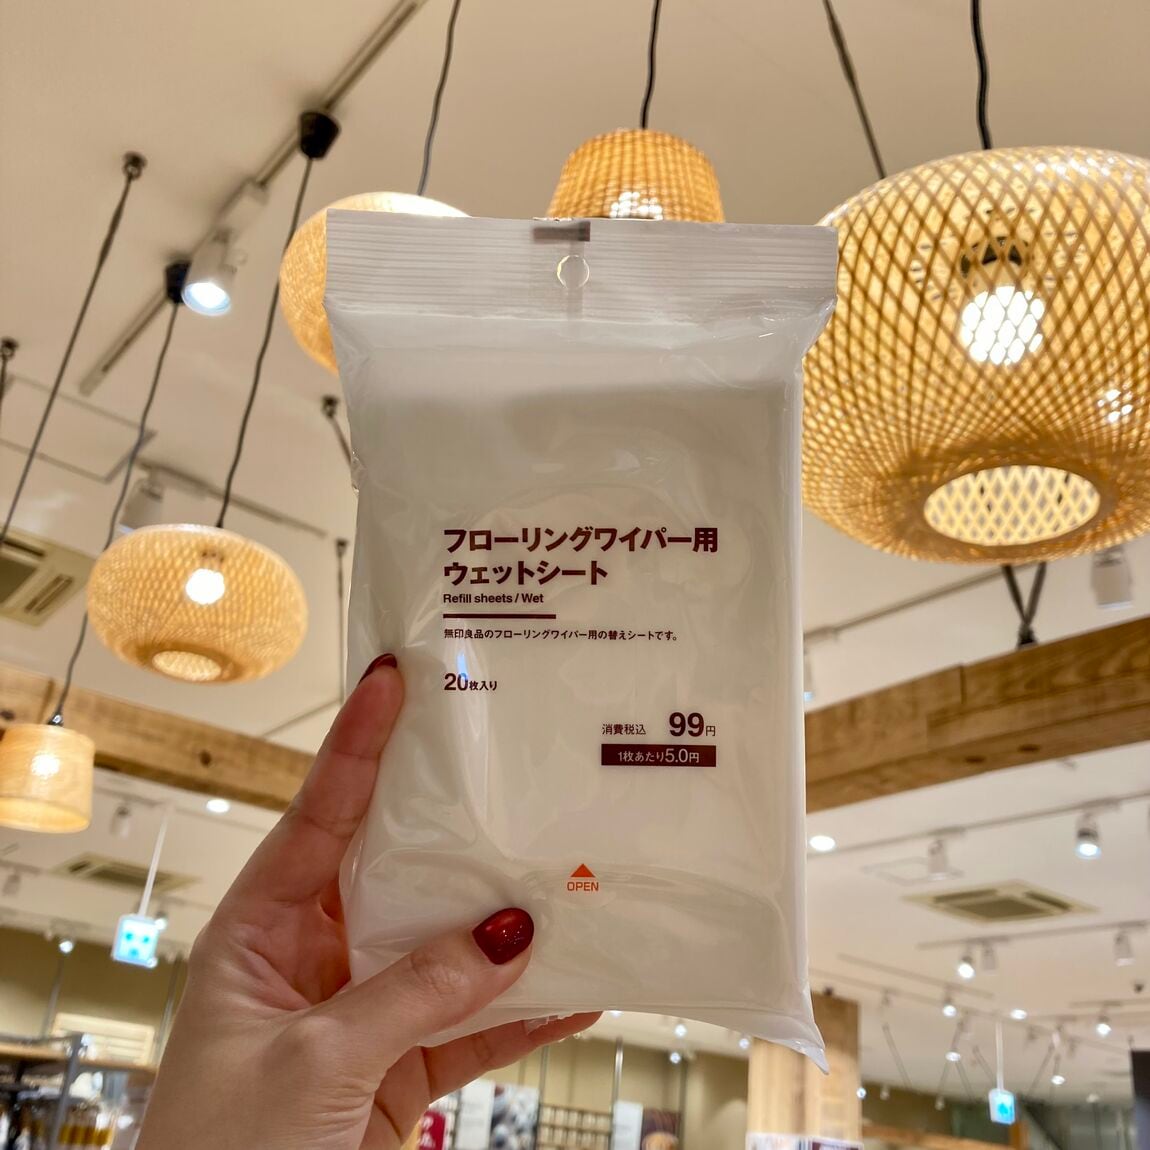 フローリングワイパー用
ウェットシート
Refill sheets / Wet
無印良品のフローリングワイパー用の替えシートです。
20枚入り
消費税込 99円
1枚あたり5.0円
OPEN